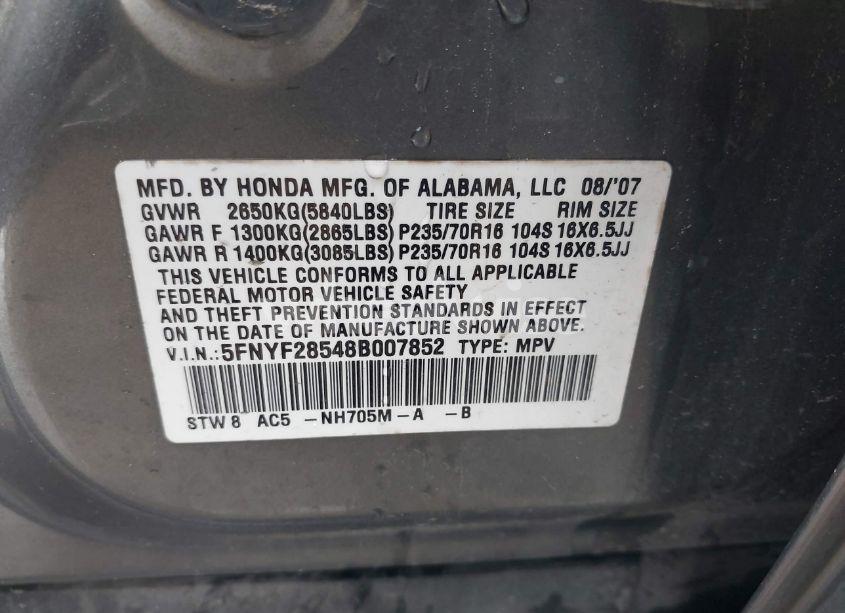 MFD. BY HONDA MFG. OF ALABAMA, LLC 08/'07
GVWR 2650KG(5840LBS) TIRE SIZE RIM SIZE
GAWR F 1300KG(2865LBS) P235/70R16 104S 16X6.5JJ
GAWR R 1400KG(3085LBS) P235/70R16 104S 16X6.5JJ
THIS VEHICLE CONFORMS TO ALL APPLICABLE
FEDERAL MOTOR VEHICLE SAFETY
AND THEFT PREVENTION STANDARDS IN EFFECT
ON THE DATE OF MANUFACTURE SHOWN ABOVE.
V.I.N.:5FNYF28548B007852 TYPE: MPV
STW8 AC5 -NH705M-A -B